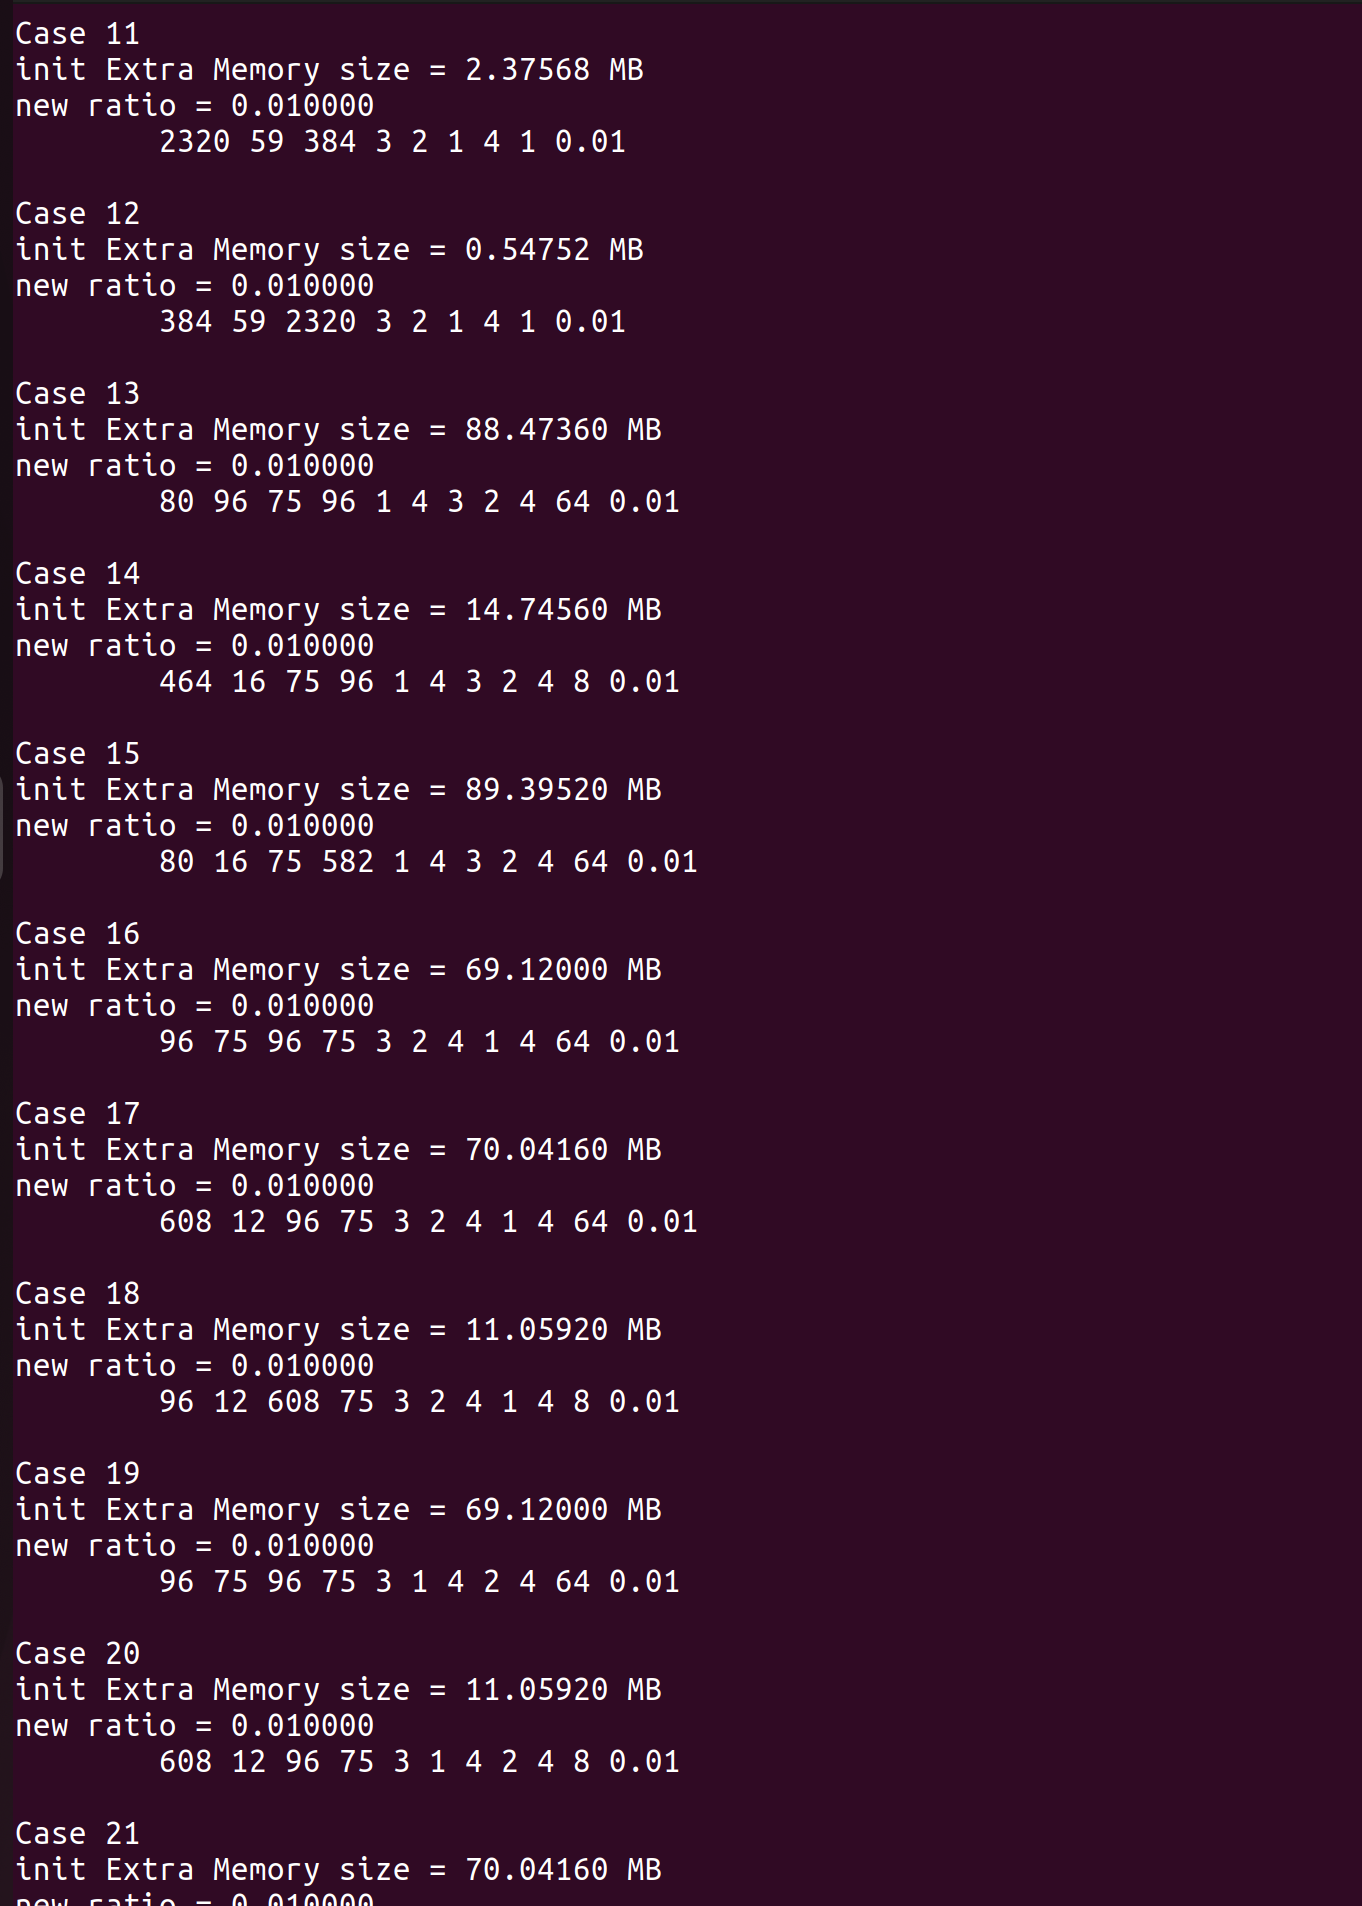 Case 11
init Extra Memory size = 2.37568 MB
new ratio = 0.010000
2320 59 384 3 2 1 4 1 0.01
Case 12
init Extra Memory size = 0.54752 MB
new ratio = 0.010000
384 59 2320 3 2 1 4 1 0.01
Case 13
init Extra Memory size = 88.47360 MB
new ratio = 0.010000
80 96 75 96 1 4 3 2 4 64 0.01
Case 14
init Extra Memory size = 14.74560 MB
new ratio = 0.010000
464 16 75 96 1 4 3 2 4 8 0.01
Case 15
init Extra Memory size = 89.39520 MB
new ratio = 0.010000
80 16 75 582 1 4 3 2 4 64 0.01
Case 16
init Extra Memory size = 69.12000 MB
new ratio = 0.010000
96 75 96 75 3 2 4 1 4 64 0.01
Case 17
init Extra Memory size = 70.04160 MB
new ratio = 0.010000
608 12 96 75 3 2 4 1 4 64 0.01
Case 18
init Extra Memory size = 11.05920 MB
new ratio = 0.010000
96 12 608 75 3 2 4 1 4 8 0.01
Case 19
init Extra Memory size = 69.12000 MB
new ratio = 0.010000
96 75 96 75 3 1 4 2 4 64 0.01
Case 20
init Extra Memory size = 11.05920 MB
new ratio = 0.010000
608 12 96 75 3 1 4 2 4 8 0.01
Case 21
init Extra Memory size = 70.04160 MB
new ratio = 0.010000